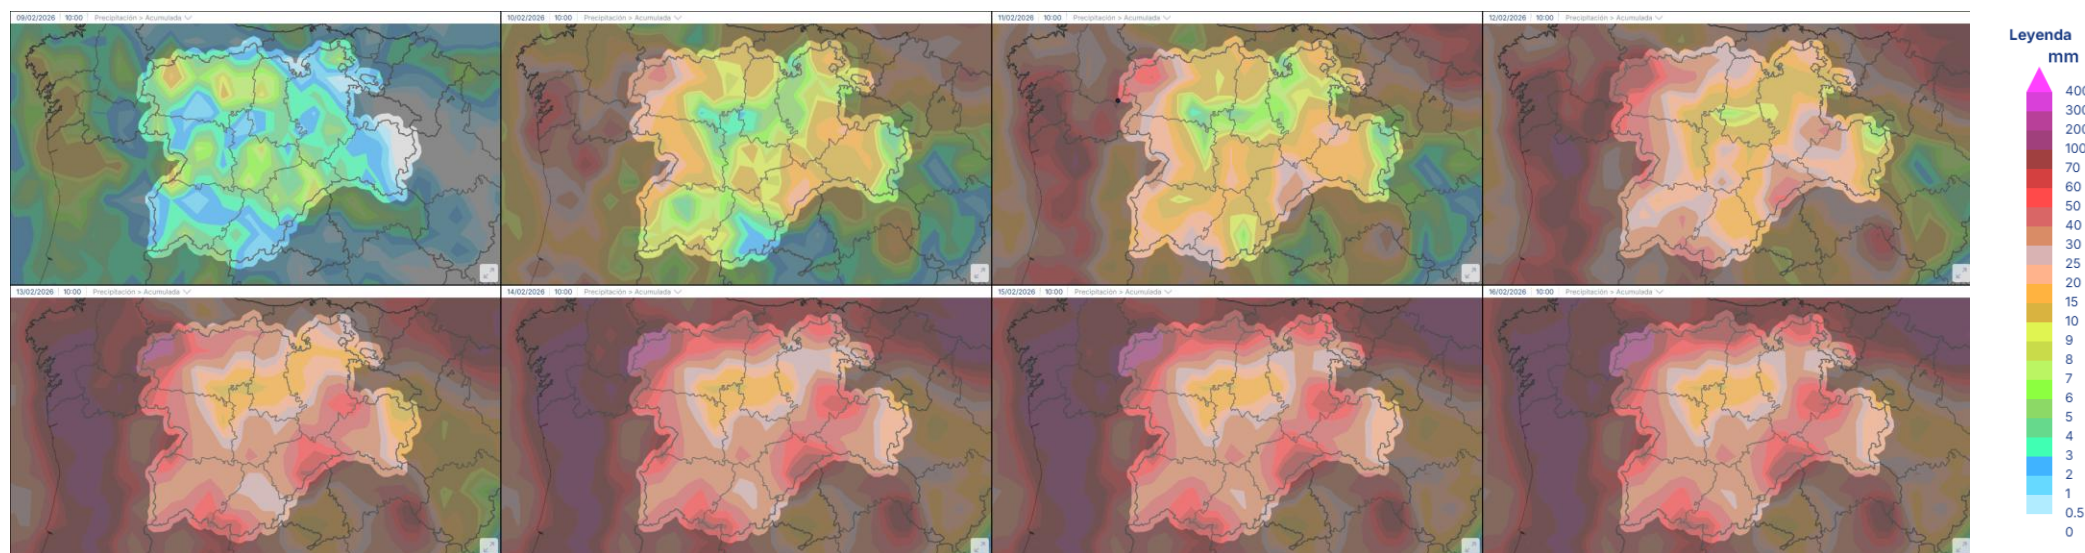 09/02/2026 10:00 Precipitación > Acumulada
10/02/2026 10:00 Precipitación > Acumulada
11/02/2026 10:00 Precipitación > Acumulada
12/02/2026 10:00 Precipitación > Acumulada
13/02/2026 10:00 Precipitación > Acumulada
14/02/2026 10:00 Precipitación > Acumulada
15/02/2026 10:00 Precipitación > Acumulada
16/02/2026 10:00 Precipitación > Acumulada
Leyenda
mm
400
300
200
100
70
60
50
40
30
25
20
15
10
9
8
7
6
5
4
3
2
1
0.5
0